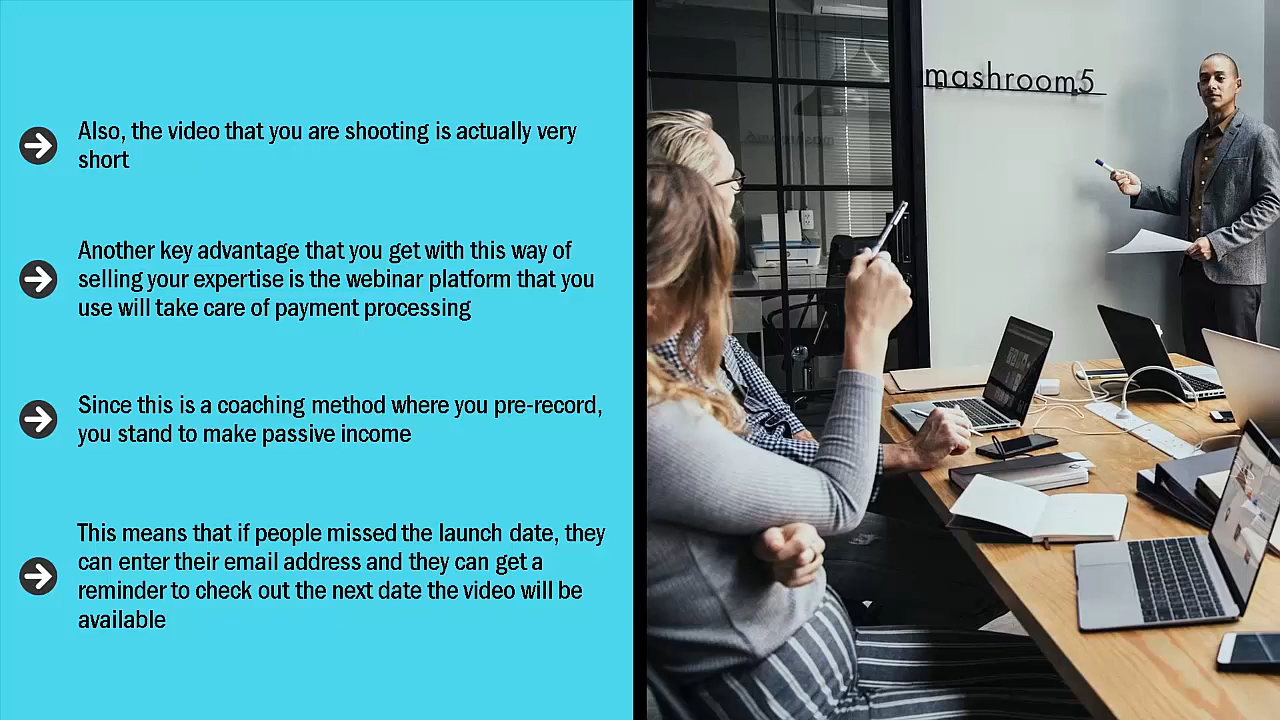 Also, the video that you are shooting is actually very
short
Another key advantage that you get with this way of
selling your expertise is the webinar platform that you
use will take care of payment processing
Since this is a coaching method where you pre-record,
you stand to make passive income
This means that if people missed the launch date, they
can enter their email address and they can get a
reminder to check out the next date the video will be
available
mashroom5